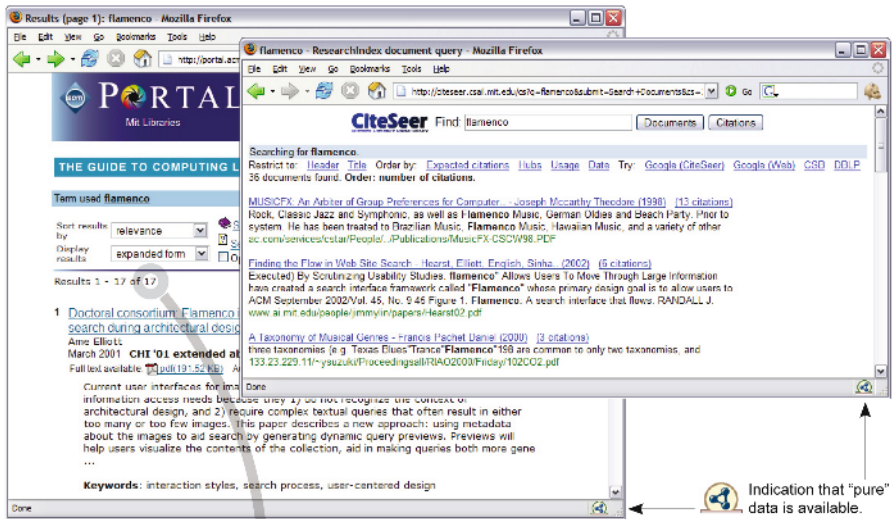 Results (page 1): flamenco - Mozilla Firefox
File Edit View Go Bookmarks Tools Help
http://portal.acm
PORTAL
Mit Libraries
THE GUIDE TO COMPUTING L
Term used flamenco
Sort results by
relevance
Display results
expanded form
Results 1 - 17 of 17
1 Doctoral consortium: Flamenco i
search during architectural desig
Ame Elliott
March 2001 CHI '01 extended ab
Full text available: pdf(191.52 KB)
Current user interfaces for ima
information access needs because they 1) do not recognize the context of
architectural design, and 2) require complex textual queries that often result in either
too many or too few images. This paper describes a new approach: using metadata
about the images to aid search by generating dynamic query previews. Previews will
help users visualize the contents of the collection, aid in making queries both more gene
...
Keywords: interaction styles, search process, user-centered design
Done
flamenco - ResearchIndex document query - Mozilla Firefox
File Edit View Go Bookmarks Tools Help
http://citeseer.csail.mit.edu/cs?q=flamenco&submit=Search+Documents&cs=
Go
CiteSeer Find: flamenco Documents Citations
Searching for flamenco.
Restrict to: Header Title Order by: Expected citations Hubs Usage Date Try: Google (CiteSeer) Google (Web) CSB DBLP
36 documents found. Order: number of citations.
MUSICFX: An Arbiter of Group Preferences for Computer.. - Joseph Mccarthy Theodore (1998) (13 citations)
Rock, Classic Jazz and Symphonic, as well as Flamenco Music, German Oldies and Beach Party. Prior to
system. He has been treated to Brazilian Music, Flamenco Music, Hawaiian Music, and a variety of other
ac.com/services/cstar/People/../Publications/MusicFX-CSCW98.PDF
Finding the Flow in Web Site Search - Hearst, Elliott, English, Sinha.. (2002) (6 citations)
Executed) By Scrutinizing Usability Studies. flamenco" Allows Users To Move Through Large Information
have created a search interface framework called "Flamenco" whose primary design goal is to allow users to
ACM September 2002/Vol. 45, No. 9 45 Figure 1. Flamenco: A search interface that flows. RANDALL J.
www.ai.mit.edu/people/jimmylin/papers/Hearst02.pdf
A Taxonomy of Musical Genres - Francois Pachet Daniel (2000) (3 citations)
three taxonomies (e.g. Texas Blues"Trance"Flamenco"196 are common to only two taxonomies, and
133.23.229.11/~ysuzuki/Proceedingsall/RIAO2000/Friday/102CO2.pdf
Done
Indication that "pure"
data is available.